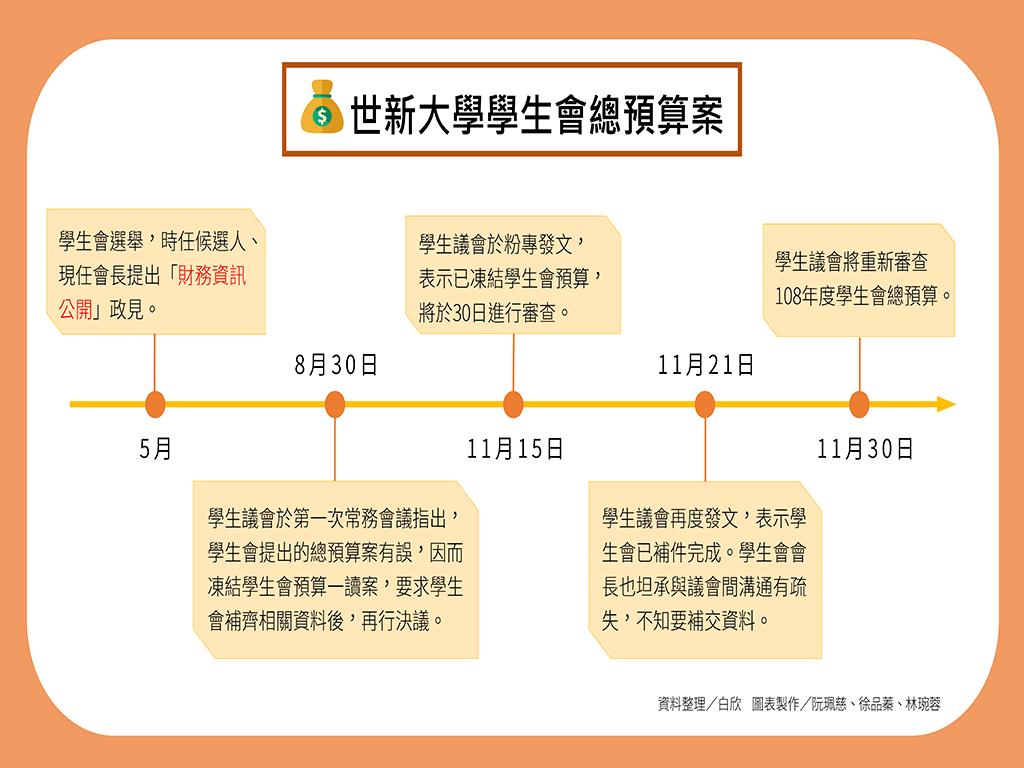 世新大學學生會總預算案
學生會選舉，時任候選人、
現任會長提出「財務資訊
公開」政見。
5月
8月30日
學生議會於第一次常務會議指出，
學生會提出的總預算案有誤，因而
凍結學生會預算一讀案，要求學生
會補齊相關資料後，再行決議。
學生議會於粉專發文，
表示已凍結學生會預算，
將於30日進行審查。
11月15日
11月21日
學生議會再度發文，表示學
生會已補件完成。學生會會
長也坦承與議會間溝通有疏
失，不知要補交資料。
學生議會將重新審查
108年度學生會總預算。
11月30日
資料整理／白欣 圖表製作／阮珮慈、徐品蓁、林琬蓉